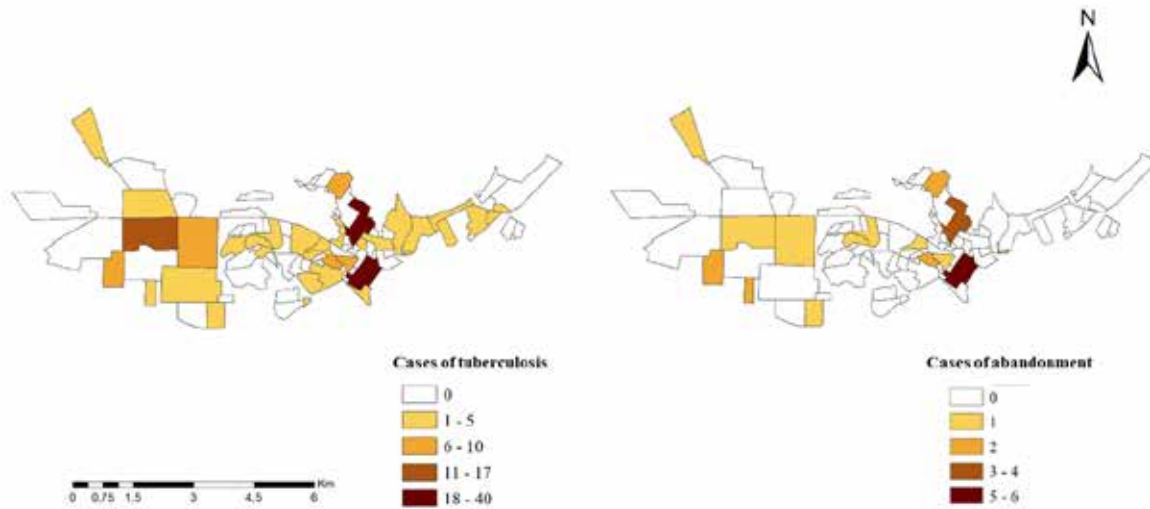 N
Cases of tuberculosis
0
1 - 5
6 - 10
11 - 17
18 - 40
Km
0 0,75 1,5 3 4,5 6
Cases of abandonment
0
1
2
3 - 4
5 - 6